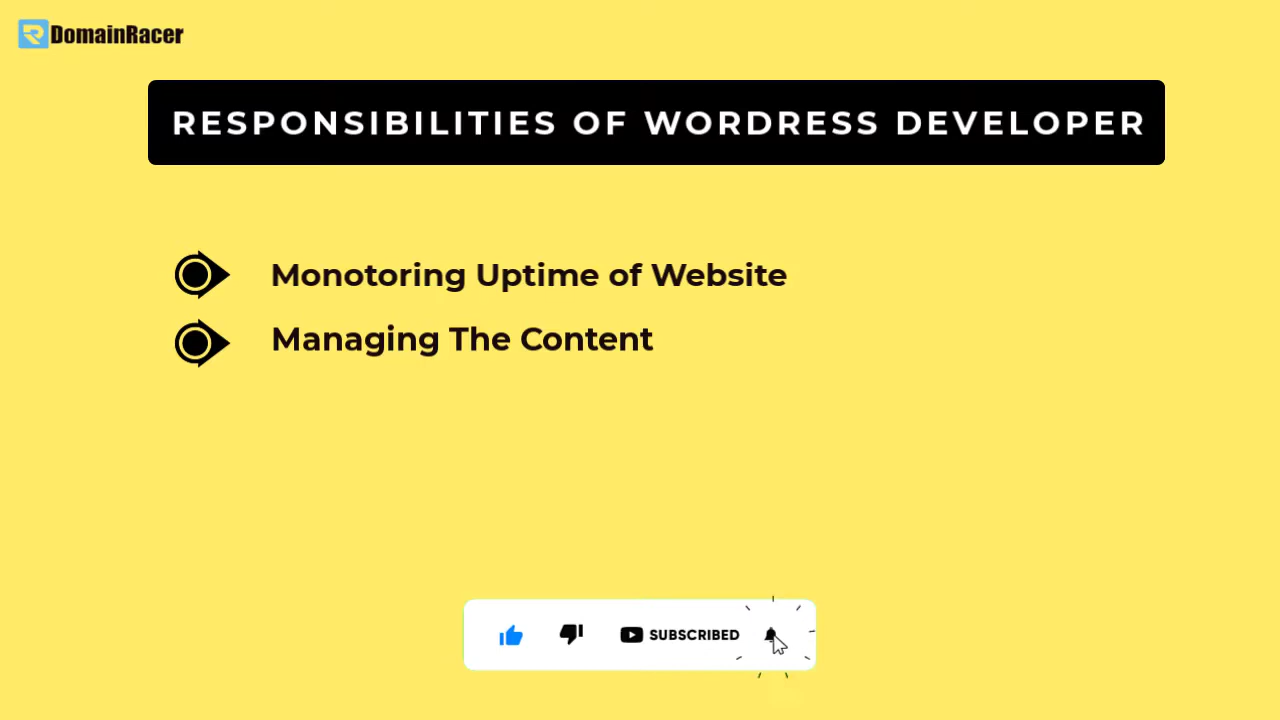 DomainRacer
RESPONSIBILITIES OF WORDRESS DEVELOPER
Monotoring Uptime of Website
Managing The Content
SUBSCRIBED